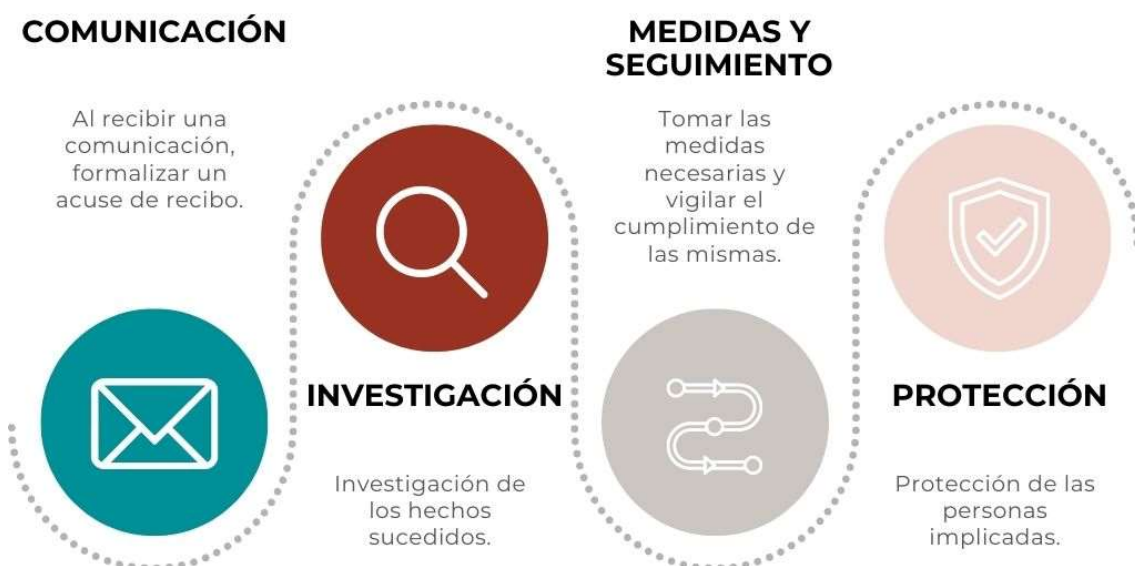 COMUNICACIÓN
Al recibir una
comunicación,
formalizar un
acuse de recibo.
INVESTIGACIÓN
Investigación de
los hechos
sucedidos.
MEDIDAS Y
SEGUIMIENTO
Tomar las
medidas
necesarias y
vigilar el
cumplimiento de
las mismas.
PROTECCIÓN
Protección de las
personas
implicadas.